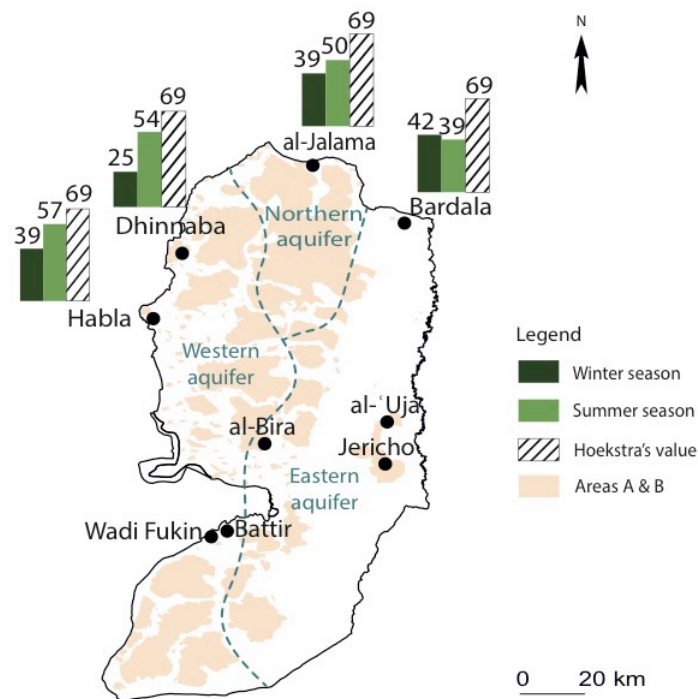 N
69
39
50
al-Jalama
69
54
25
Dhinnaba
69
42
39
Bardala
69
57
39
Habla
Northern
aquifer
Western
aquifer
al-ʿUja
al-Bira
Jericho
Eastern
aquifer
Wadi Fukin
Battir
Legend
Winter season
Summer season
Hoekstra's value
Areas A & B
0 20 km